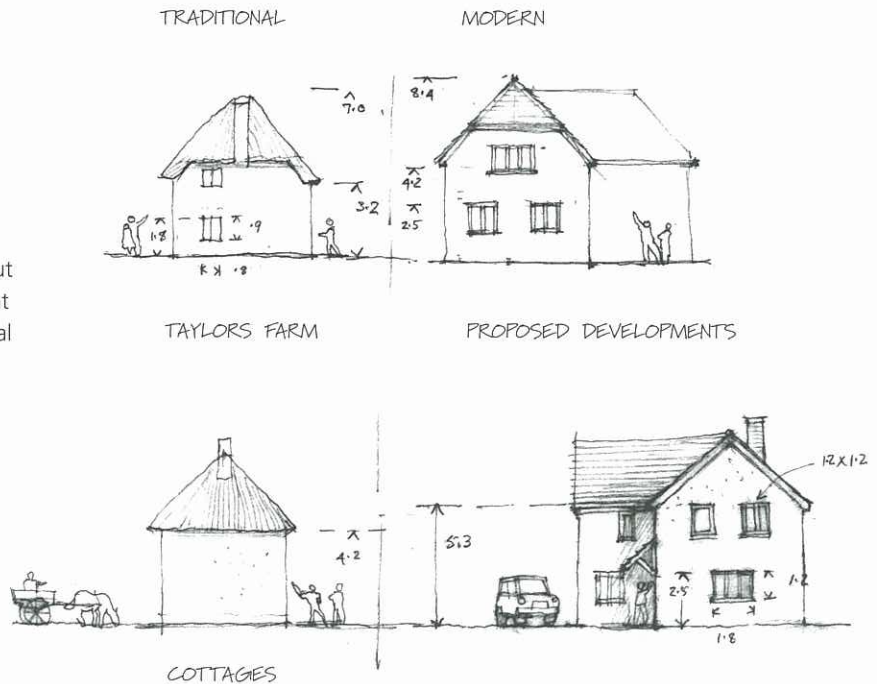 TRADITIONAL
MODERN
7.0
8.4
4.2
3.2
2.5
1.8
.9
.8
ut
t
al
TAYLORS FARM
PROPOSED DEVELOPMENTS
1.2 X 1.2
5.3
4.2
2.5
1.2
1.8
COTTAGES